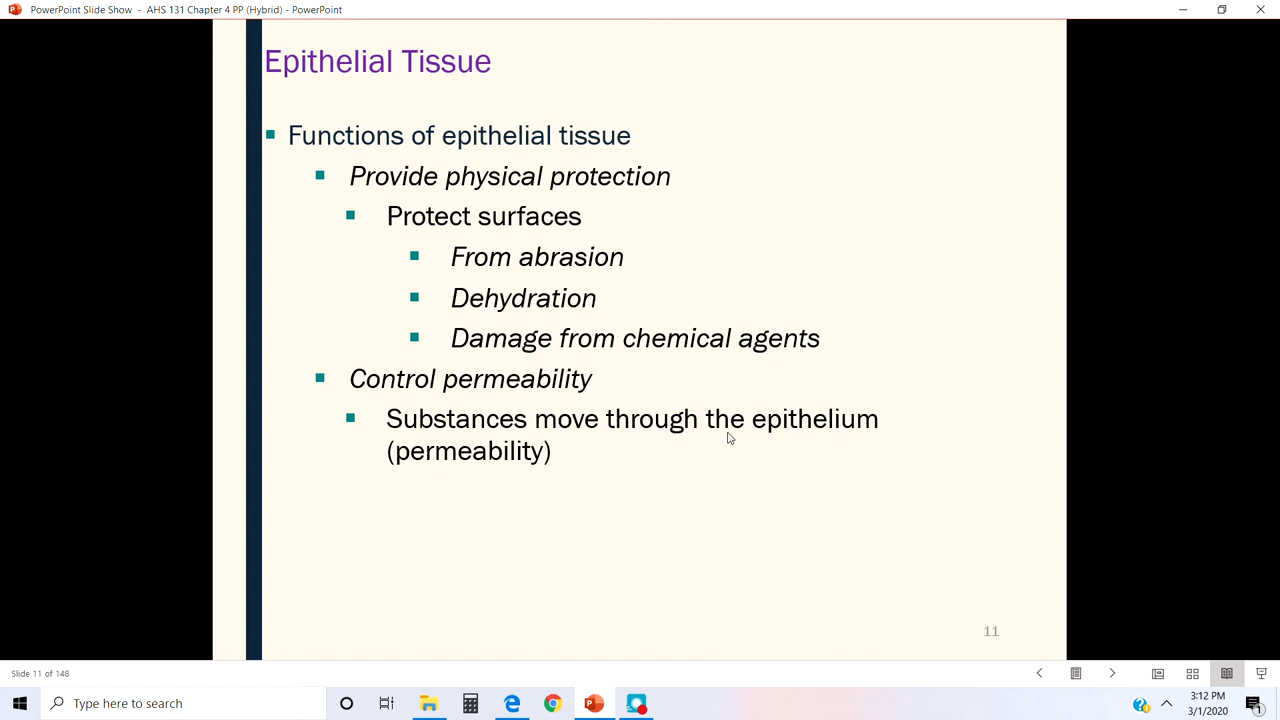 PowerPoint Slide Show - AHS 131 Chapter 4 PP (Hybrid) - PowerPoint
Epithelial Tissue
Functions of epithelial tissue
Provide physical protection
Protect surfaces
From abrasion
Dehydration
Damage from chemical agents
Control permeability
Substances move through the epithelium
(permeability)
11
Slide 11 of 148
Type here to search
3:12 PM
3/1/2020
1